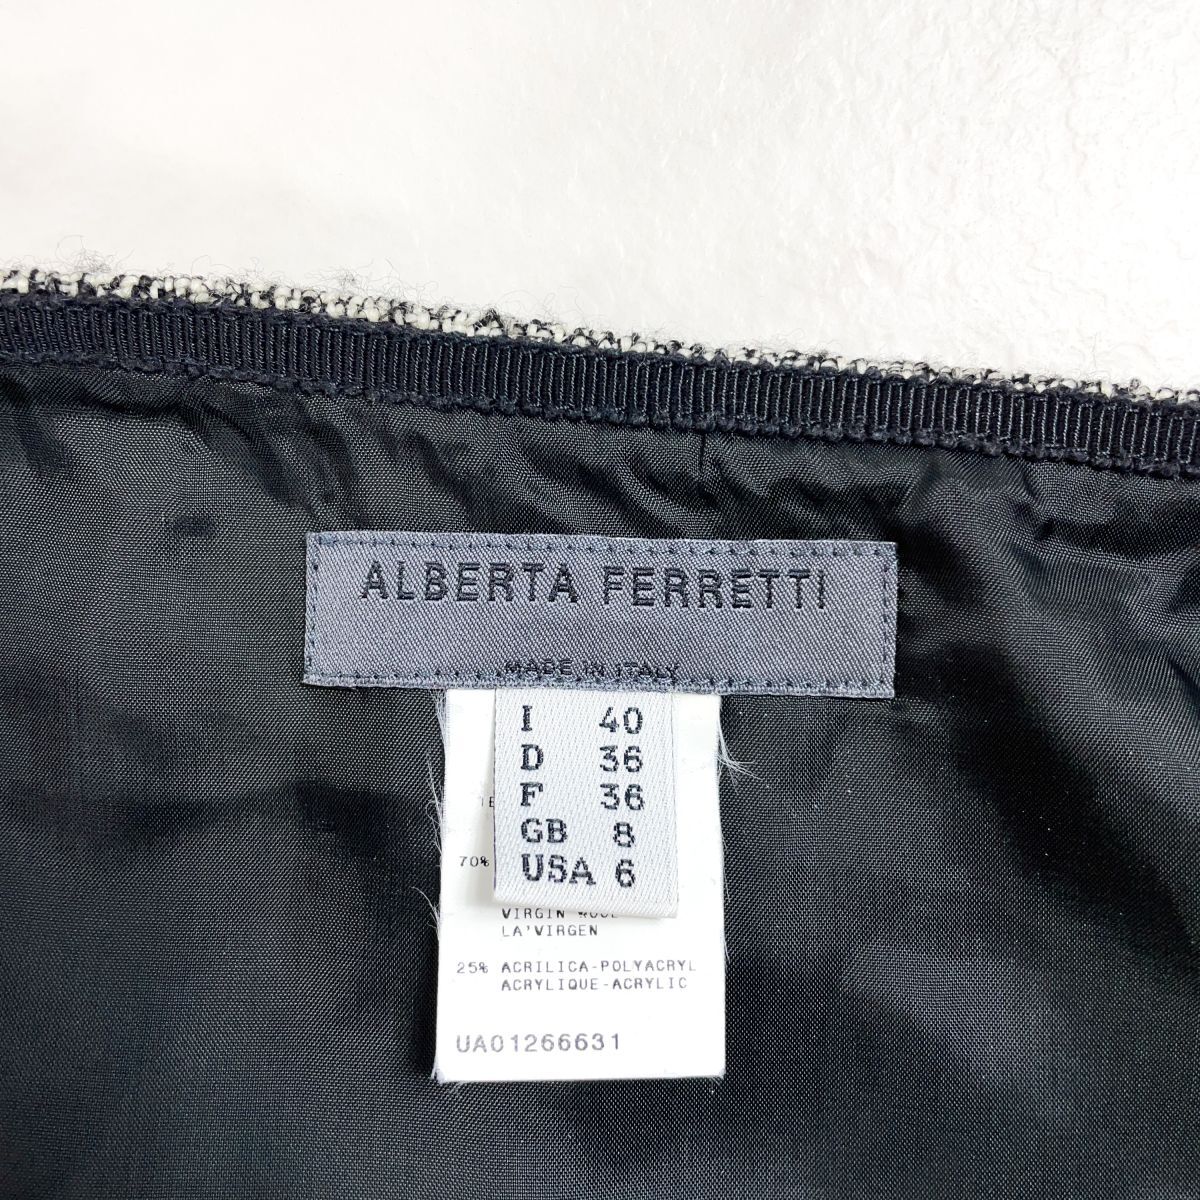 ALBERTA FERRETTI
MADE IN ITALY
I 40
D 36
F 36
GB 8
USA 6
70%
VIRGIN
LA'VIRGEN
25% ACRILICA-POLYACRYL
ACRYLIQUE-ACRYLIC
UA01266631